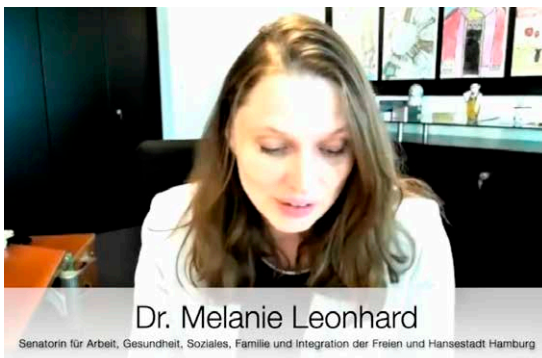 Dr. Melanie Leonhard
Senatorin für Arbeit, Gesundheit, Soziales, Familie und Integration der Freien und Hansestadt Hamburg